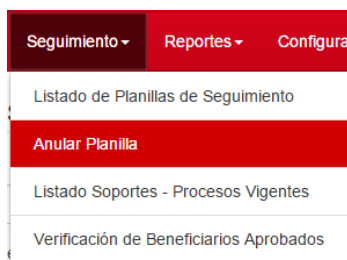 Seguimiento Reportes Configura
Listado de Planillas de Seguimiento
Anular Planilla
Listado Soportes - Procesos Vigentes
Verificación de Beneficiarios Aprobados